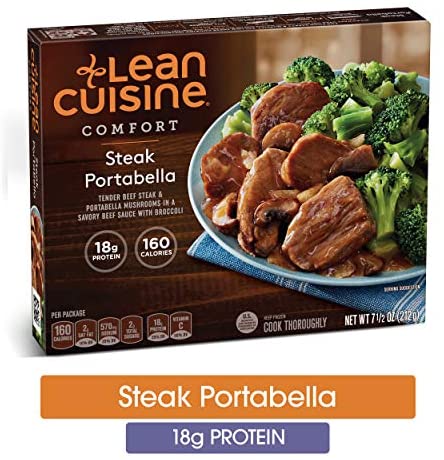 Lean
CUISINE®
COMFORT
Steak
Portabella
TENDER BEEF STEAK &
PORTABELLA MUSHROOMS IN A
SAVORY BEEF SAUCE WITH BROCCOLI
18g
PROTEIN
160
CALORIES
SERVING SUGGESTION
PER PACKAGE
160
CALORIES
2g
SAT FAT
570mg
SODIUM
2g
TOTAL
SUGARS
18g
PROTEIN
VITAMIN
C
U.S.
KEEP FROZEN
COOK THOROUGHLY
NET WT 7 1/2 OZ (212g)
Steak Portabella
18g PROTEIN